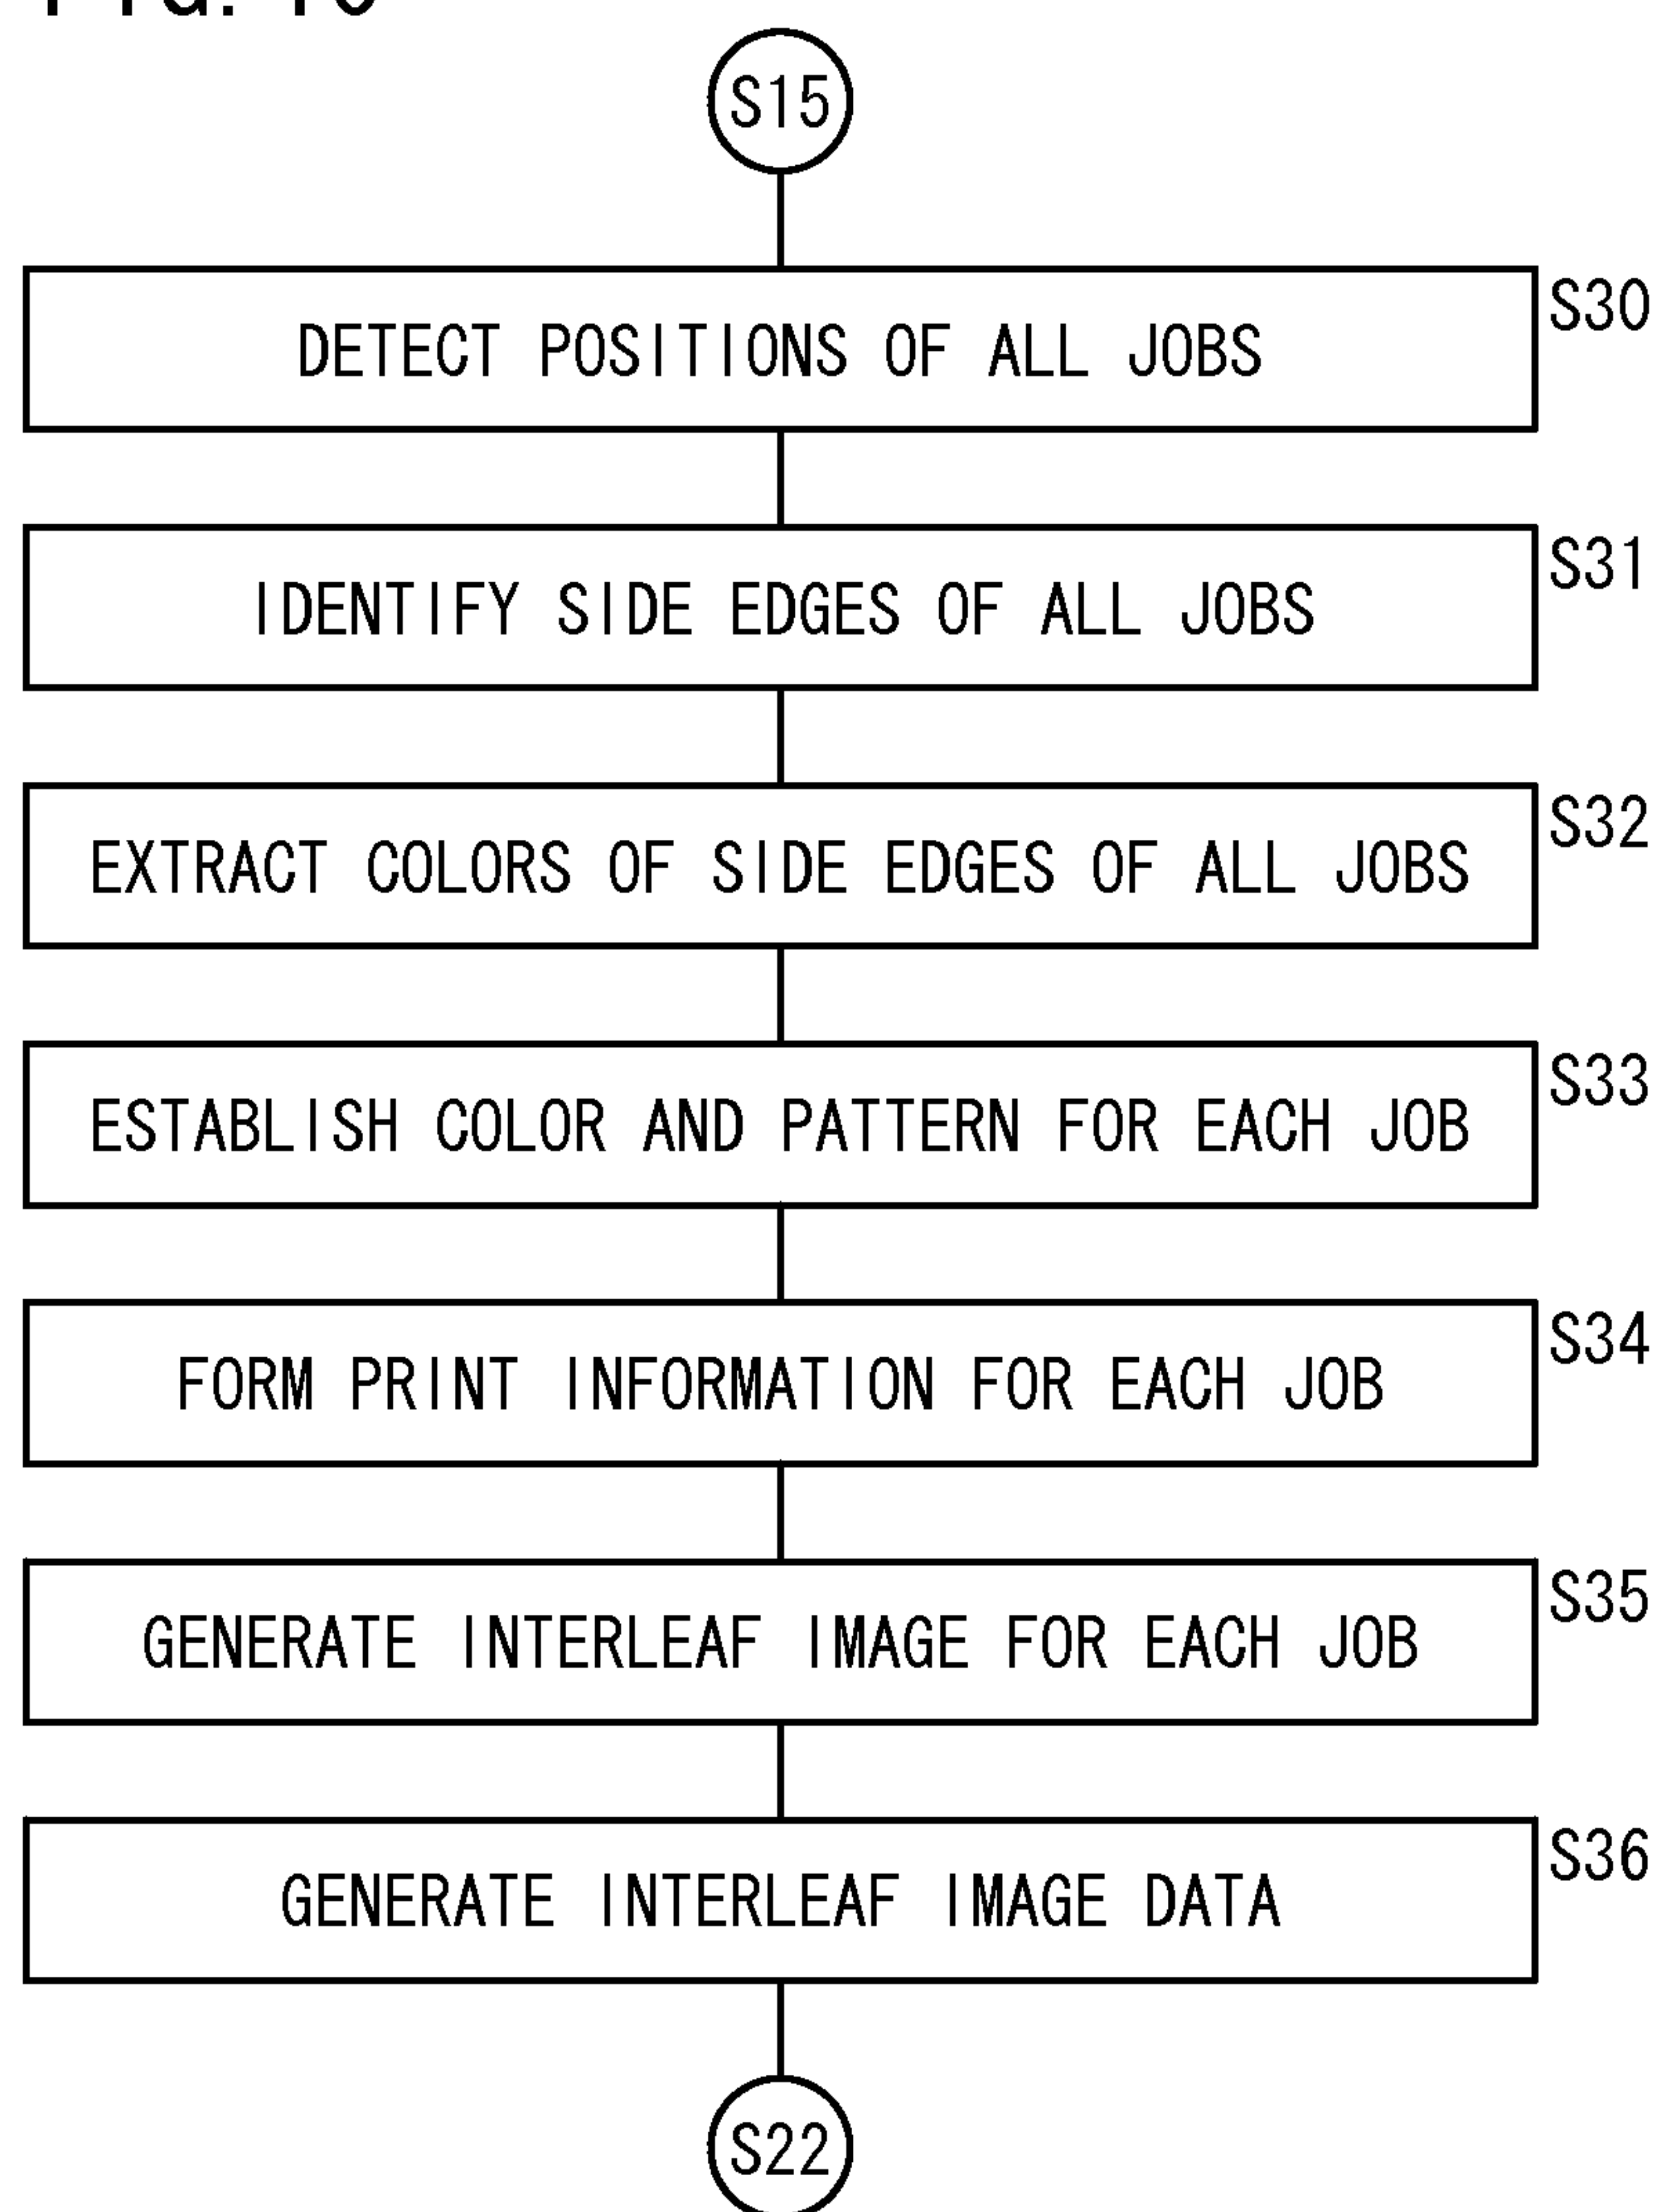 S15
DETECT POSITIONS OF ALL JOBS
S30
IDENTIFY SIDE EDGES OF ALL JOBS
S31
EXTRACT COLORS OF SIDE EDGES OF ALL JOBS
S32
ESTABLISH COLOR AND PATTERN FOR EACH JOB
S33
FORM PRINT INFORMATION FOR EACH JOB
S34
GENERATE INTERLEAF IMAGE FOR EACH JOB
S35
GENERATE INTERLEAF IMAGE DATA
S36
S22